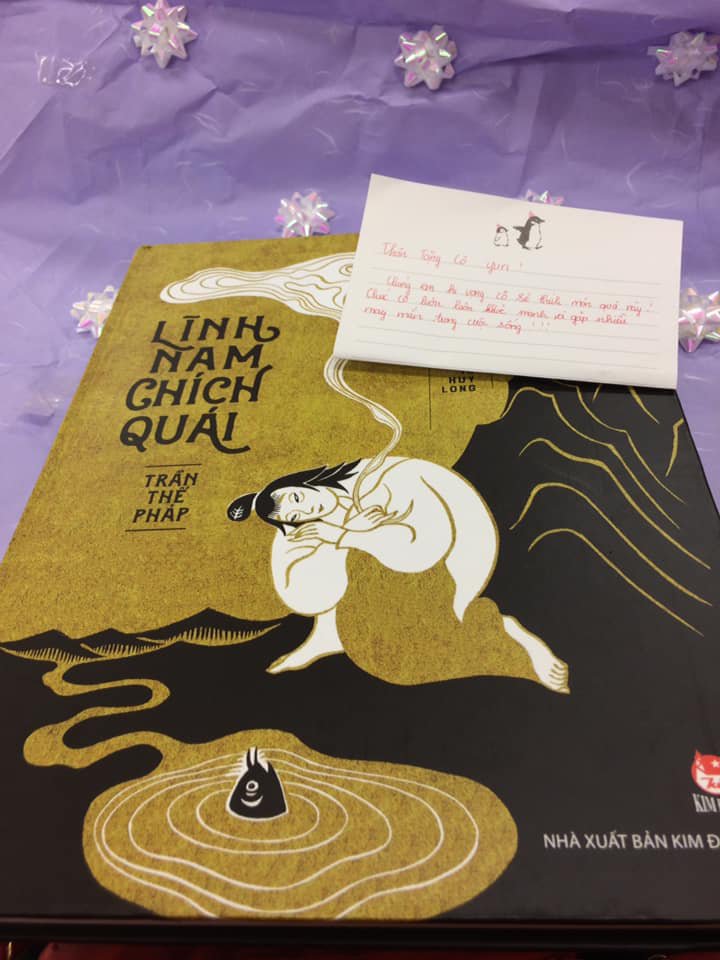 LĨNH
NAM
CHÍCH
QUÁI
TRẦN
THẾ
PHÁP
HUY
LONG
Thân tặng cô Yun !
Chúng em hi vọng cô sẽ thích món quà này !
Chúc cô luôn luôn khỏe mạnh và gặp nhiều
may mắn trong cuộc sống !!!
KIM
NHÀ XUẤT BẢN KIM Đ